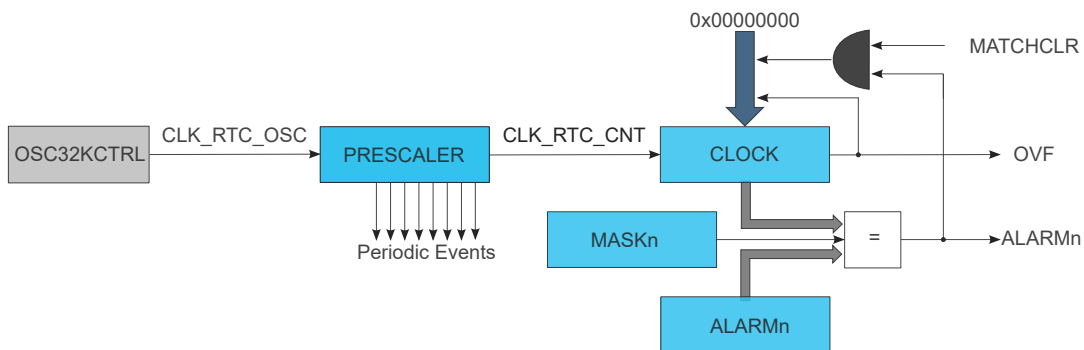 0x00000000
MATCHCLR
CLK_RTC_OSC
CLK_RTC_CNT
OSC32KCTRL
PRESCALER
CLOCK
OVF
Periodic Events
MASKn
=
ALARMn
ALARMn